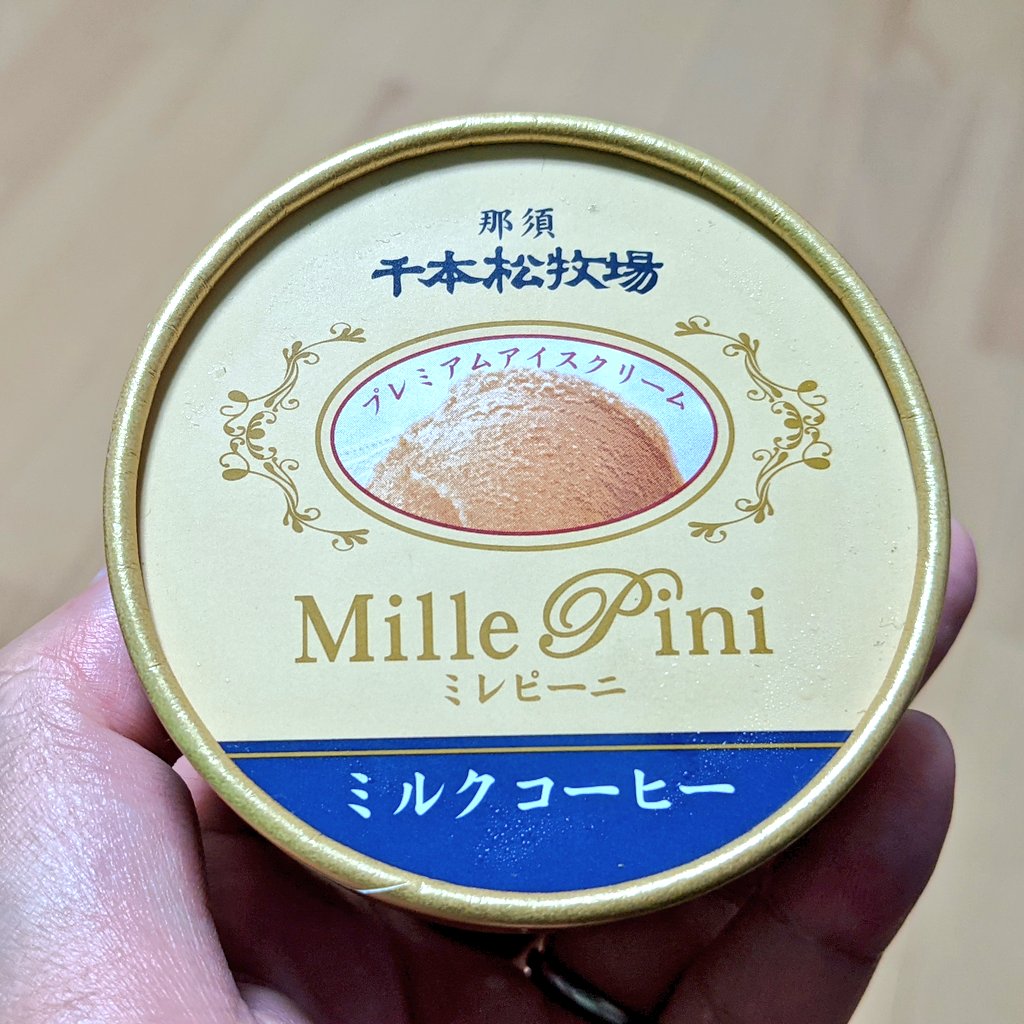 那須
千本松牧場
プレミアムアイスクリーム
Mille Pini
ミレピーニ
ミルクコーヒー